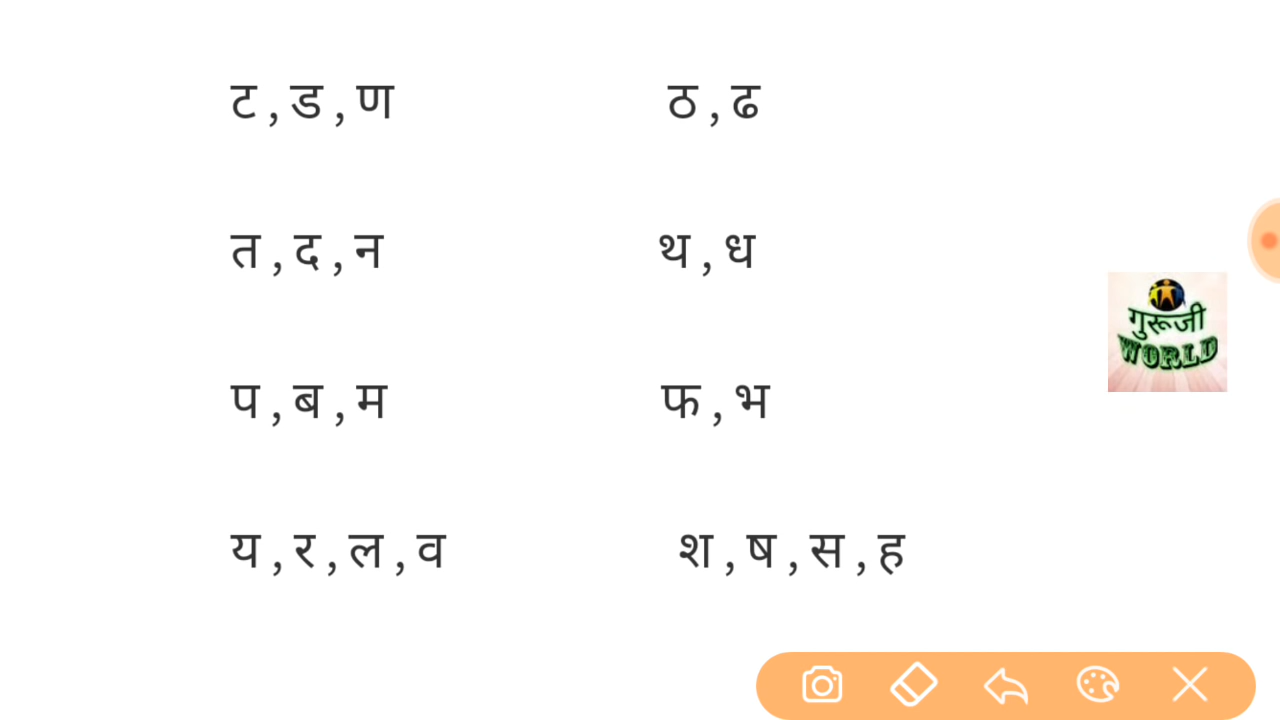 ट , ड , ण ठ , ढ
त , द , न थ , ध
गुरूजी
WORLD
प , ब , म फ , भ
य , र , ल , व श , ष , स , ह